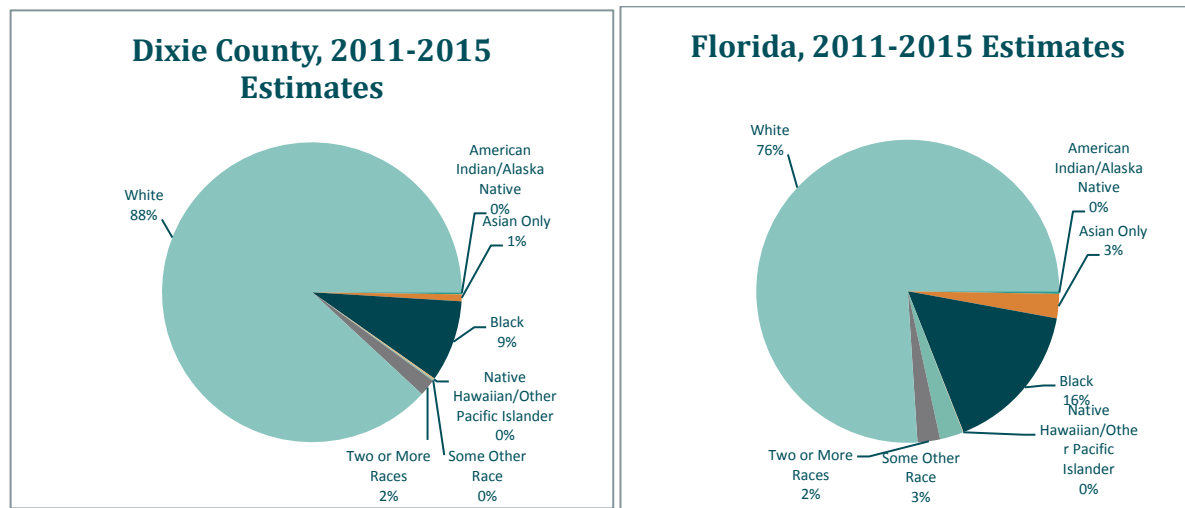 Dixie County, 2011-2015
Estimates
White
88%
American
Indian/Alaska
Native
0%
Asian Only
1%
Black
9%
Native
Hawaiian/Other
Pacific Islander
0%
Some Other
Race
0%
Two or More
Races
2%
Florida, 2011-2015 Estimates
White
76%
American
Indian/Alaska
Native
0%
Asian Only
3%
Black
16%
Native
Hawaiian/Othe
r Pacific
Islander
0%
Some Other
Race
3%
Two or More
Races
2%